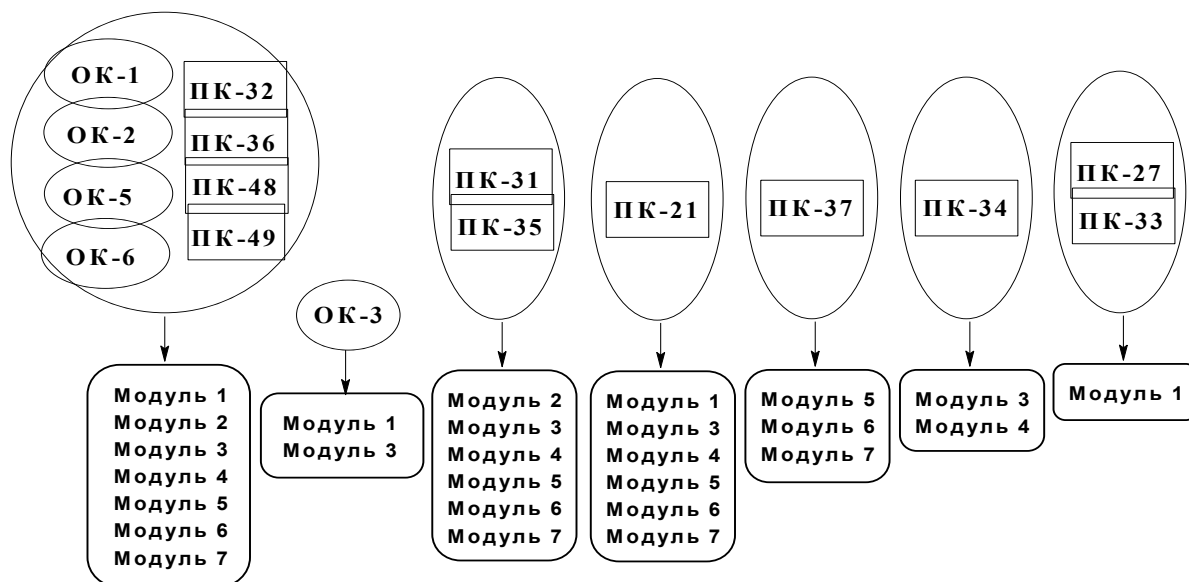 ОК-1
ОК-2
ОК-5
ОК-6
ПК-32
ПК-36
ПК-48
ПК-49
Модуль 1
Модуль 2
Модуль 3
Модуль 4
Модуль 5
Модуль 6
Модуль 7
ОК-3
Модуль 1
Модуль 3
ПК-31
ПК-35
Модуль 2
Модуль 3
Модуль 4
Модуль 5
Модуль 6
Модуль 7
ПК-21
Модуль 1
Модуль 3
Модуль 4
Модуль 5
Модуль 6
Модуль 7
ПК-37
Модуль 5
Модуль 6
Модуль 7
ПК-34
Модуль 3
Модуль 4
ПК-27
ПК-33
Модуль 1